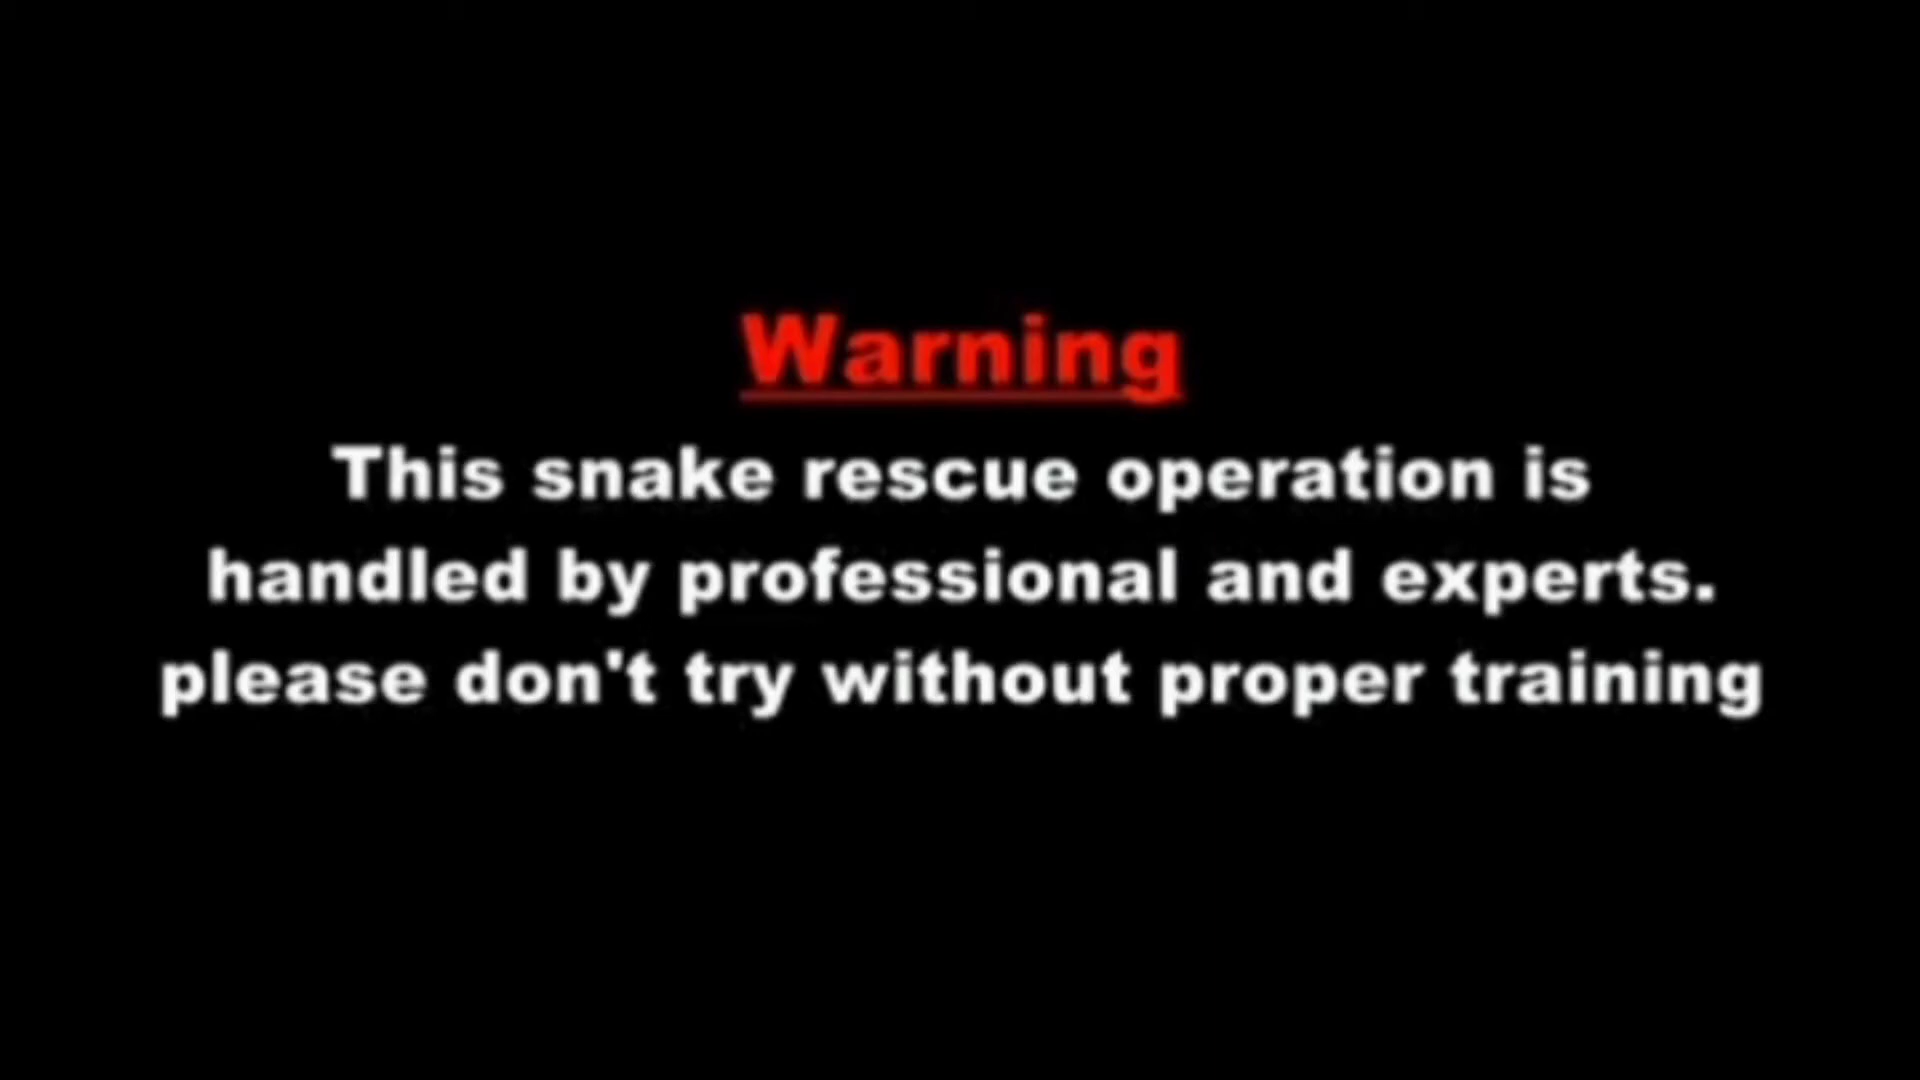 Warning
This snake rescue operation is
handled by professional and experts.
please don't try without proper training